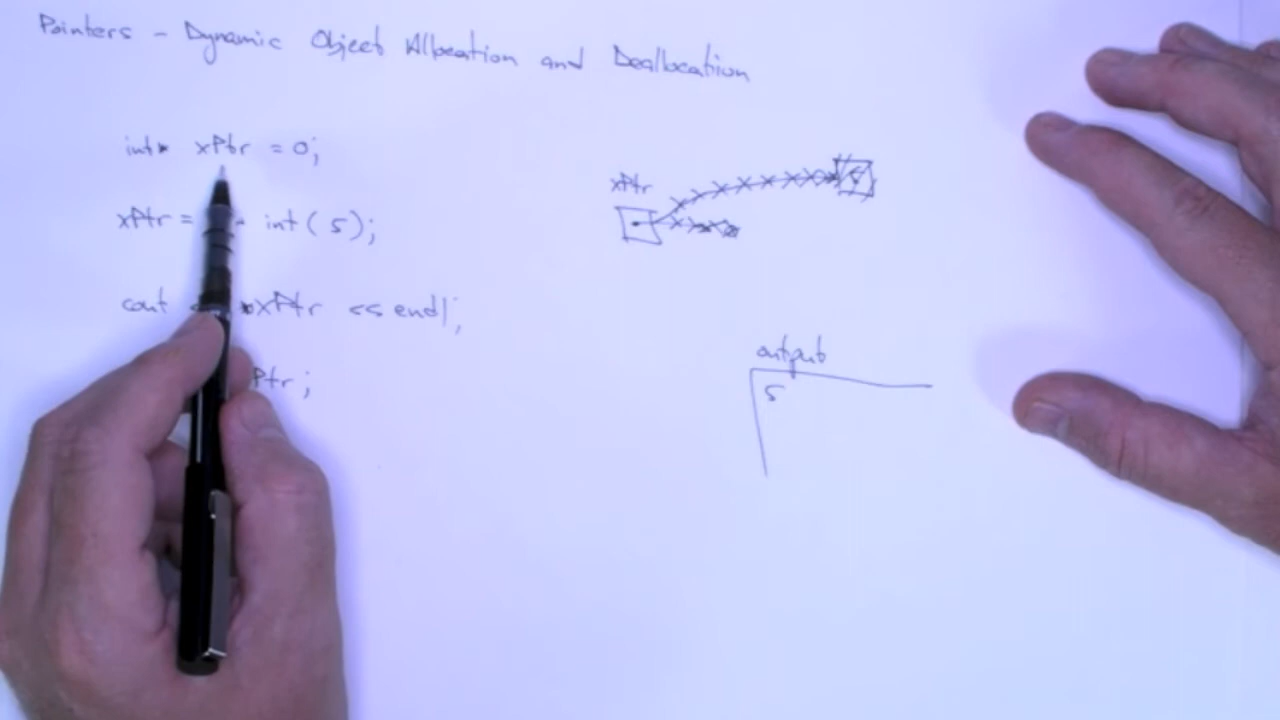 Pointers - Dynamic Object Allocation and Deallocation
int* xPtr = 0;
xPtr = int(5);
cout *xPtr << endl;
Ptr;
xPtr
5
output
5